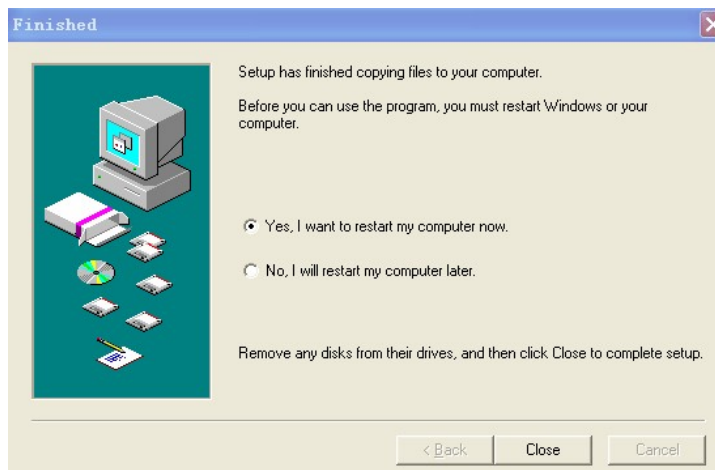 Finished
Setup has finished copying files to your computer.
Before you can use the program, you must restart Windows or your
computer.
Yes, I want to restart my computer now.
No, I will restart my computer later.
Remove any disks from their drives, and then click Close to complete setup.
< Back
Close
Cancel